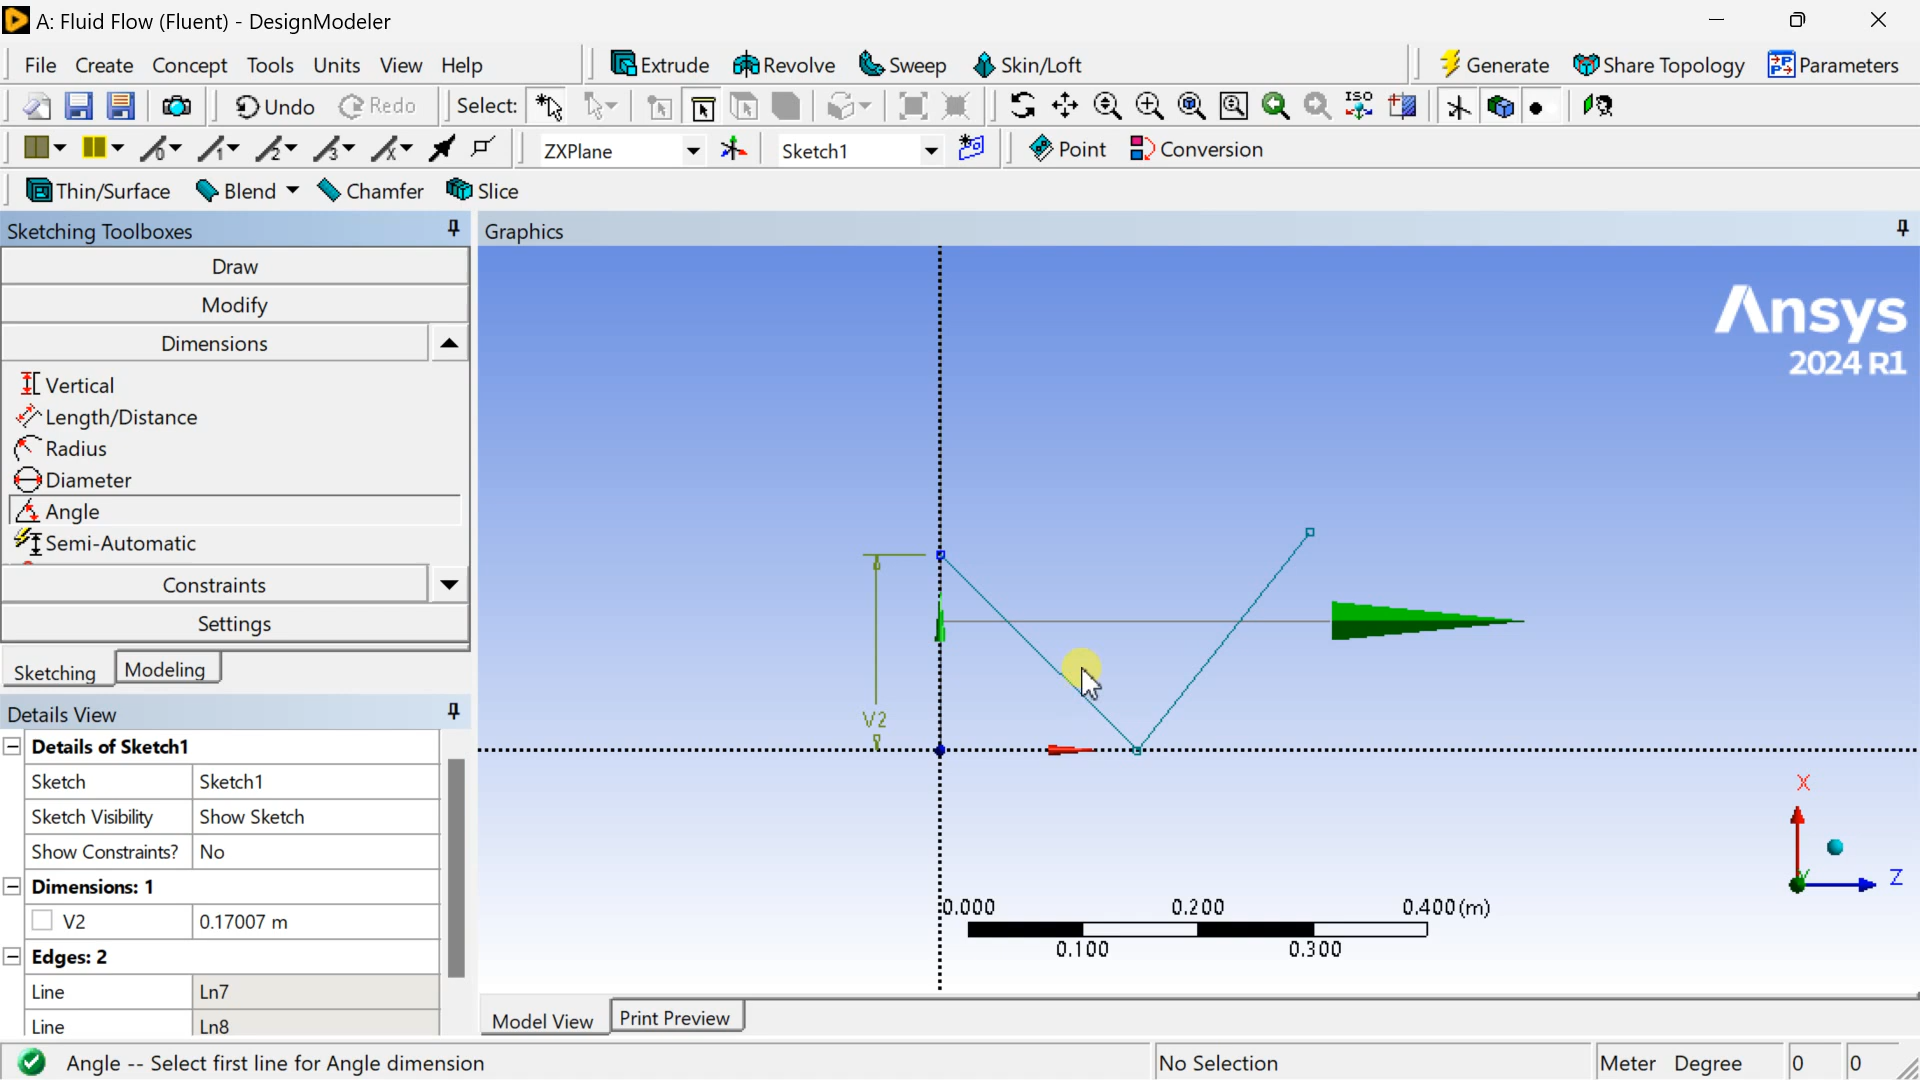 A: Fluid Flow (Fluent) - DesignModeler
File Create Concept Tools Units View Help
Extrude Revolve Sweep Skin/Loft
Generate Share Topology Parameters
Undo Redo Select:
ISO
ZXPlane Sketch1 Point Conversion
Thin/Surface Blend Chamfer Slice
Sketching Toolboxes
Draw
Modify
Dimensions
Vertical
Length/Distance
Radius
Diameter
Angle
Semi-Automatic
Constraints
Settings
Sketching Modeling
Details View
Details of Sketch1
Sketch Sketch1
Sketch Visibility Show Sketch
Show Constraints? No
Dimensions: 1
V2 0.17007 m
Edges: 2
Line Ln7
Line Ln8
Graphics
Ansys
2024 R1
V2
X
Y
Z
0.000 0.200 0.400(m)
0.100 0.300
Model View Print Preview
Angle -- Select first line for Angle dimension
No Selection
Meter Degree 0 0